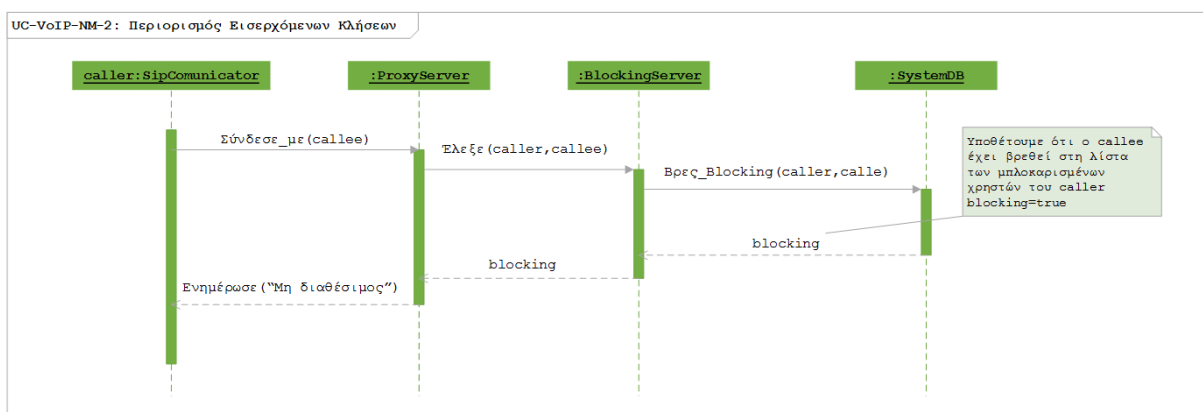 UC-VoIP-NM-2: Περιορισμός Εισερχόμενων Κλήσεων
caller:SipComunicator
:ProxyServer
:BlockingServer
:SystemDB
Σύνδεσε_με(callee)
Έλεξε(caller,callee)
Βρες_Blocking(caller,calle)
Υποθέτουμε ότι ο callee
έχει βρεθεί στη λίστα
των μπλοκαρισμένων
χρηστών του caller
blocking=true
blocking
blocking
Ενημέρωσε(“Μη διαθέσιμος”)